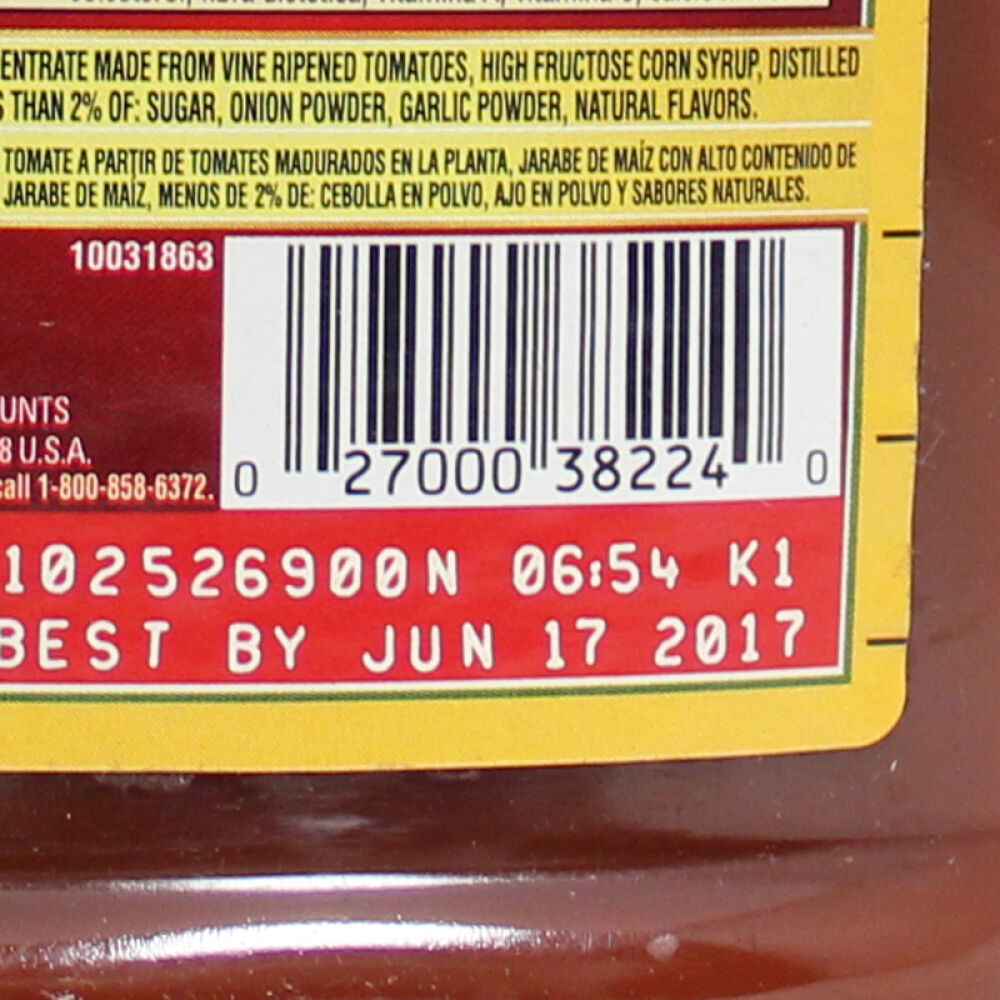 ENTRATE MADE FROM VINE RIPENED TOMATOES, HIGH FRUCTOSE CORN SYRUP, DISTILLED
THAN 2% OF: SUGAR, ONION POWDER, GARLIC POWDER, NATURAL FLAVORS.
TOMATE A PARTIR DE TOMATES MADURADOS EN LA PLANTA, JARABE DE MAÍZ CON ALTO CONTENIDO DE
JARABE DE MAÍZ, MENOS DE 2% DE: CEBOLLA EN POLVO, AJO EN POLVO Y SABORES NATURALES.
10031863
UNTS
8 U.S.A.
call 1-800-858-6372.
0 27000 38224 0
102526900N 06:54 K1
BEST BY JUN 17 2017